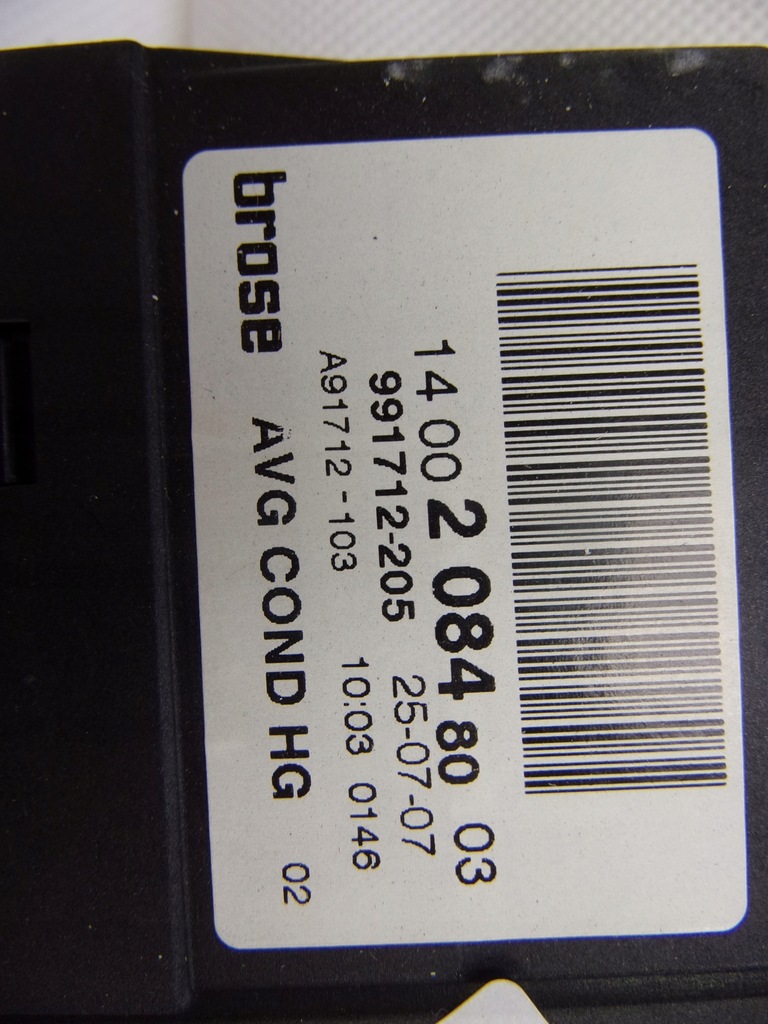 14 00 2 084 80 03
991712-205 25-07-07
A91712-103 10:03 0146
brose AVG COND HG 02